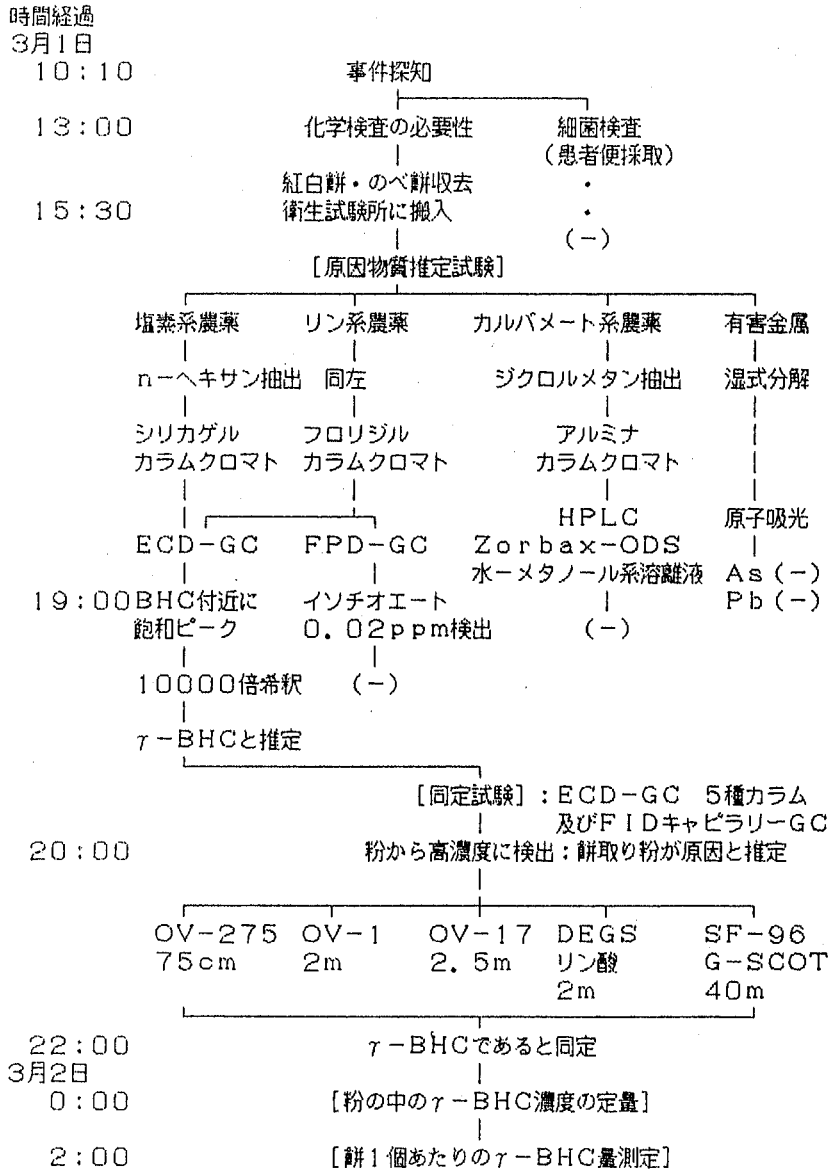 時間経過
3月1日
10:10 事件探知
13:00 化学検査の必要性 細菌検査
(患者便採取)
紅白餅・のべ餅収去 ・
15:30 衛生試験所に搬入 ・
(-)
[原因物質推定試験]
塩素系農薬 リン系農薬 カルバメート系農薬 有害金属
n-ヘキサン抽出 同左 ジクロルメタン抽出 湿式分解
シリカゲル フロリジル アルミナ
カラムクロマト カラムクロマト カラムクロマト
HPLC 原子吸光
ECD-GC FPD-GC Zorbax-ODS
水-メタノール系溶離液 As(-)
19:00 BHC付近に イソチオエート Pb(-)
飽和ピーク 0.02ppm検出 (-)
10000倍希釈 (-)
γ-BHCと推定
[同定試験]:ECD-GC 5種カラム
及びFIDキャピラリーGC
20:00 粉から高濃度に検出:餅取り粉が原因と推定
OV-275 OV-1 OV-17 DEGS SF-96
75cm 2m 2.5m リン酸 G-SCOT
2m 40m
22:00 γ-BHCであると同定
3月2日
0:00 [粉の中のγ-BHC濃度の定量]
2:00 [餅1個あたりのγ-BHC量測定]